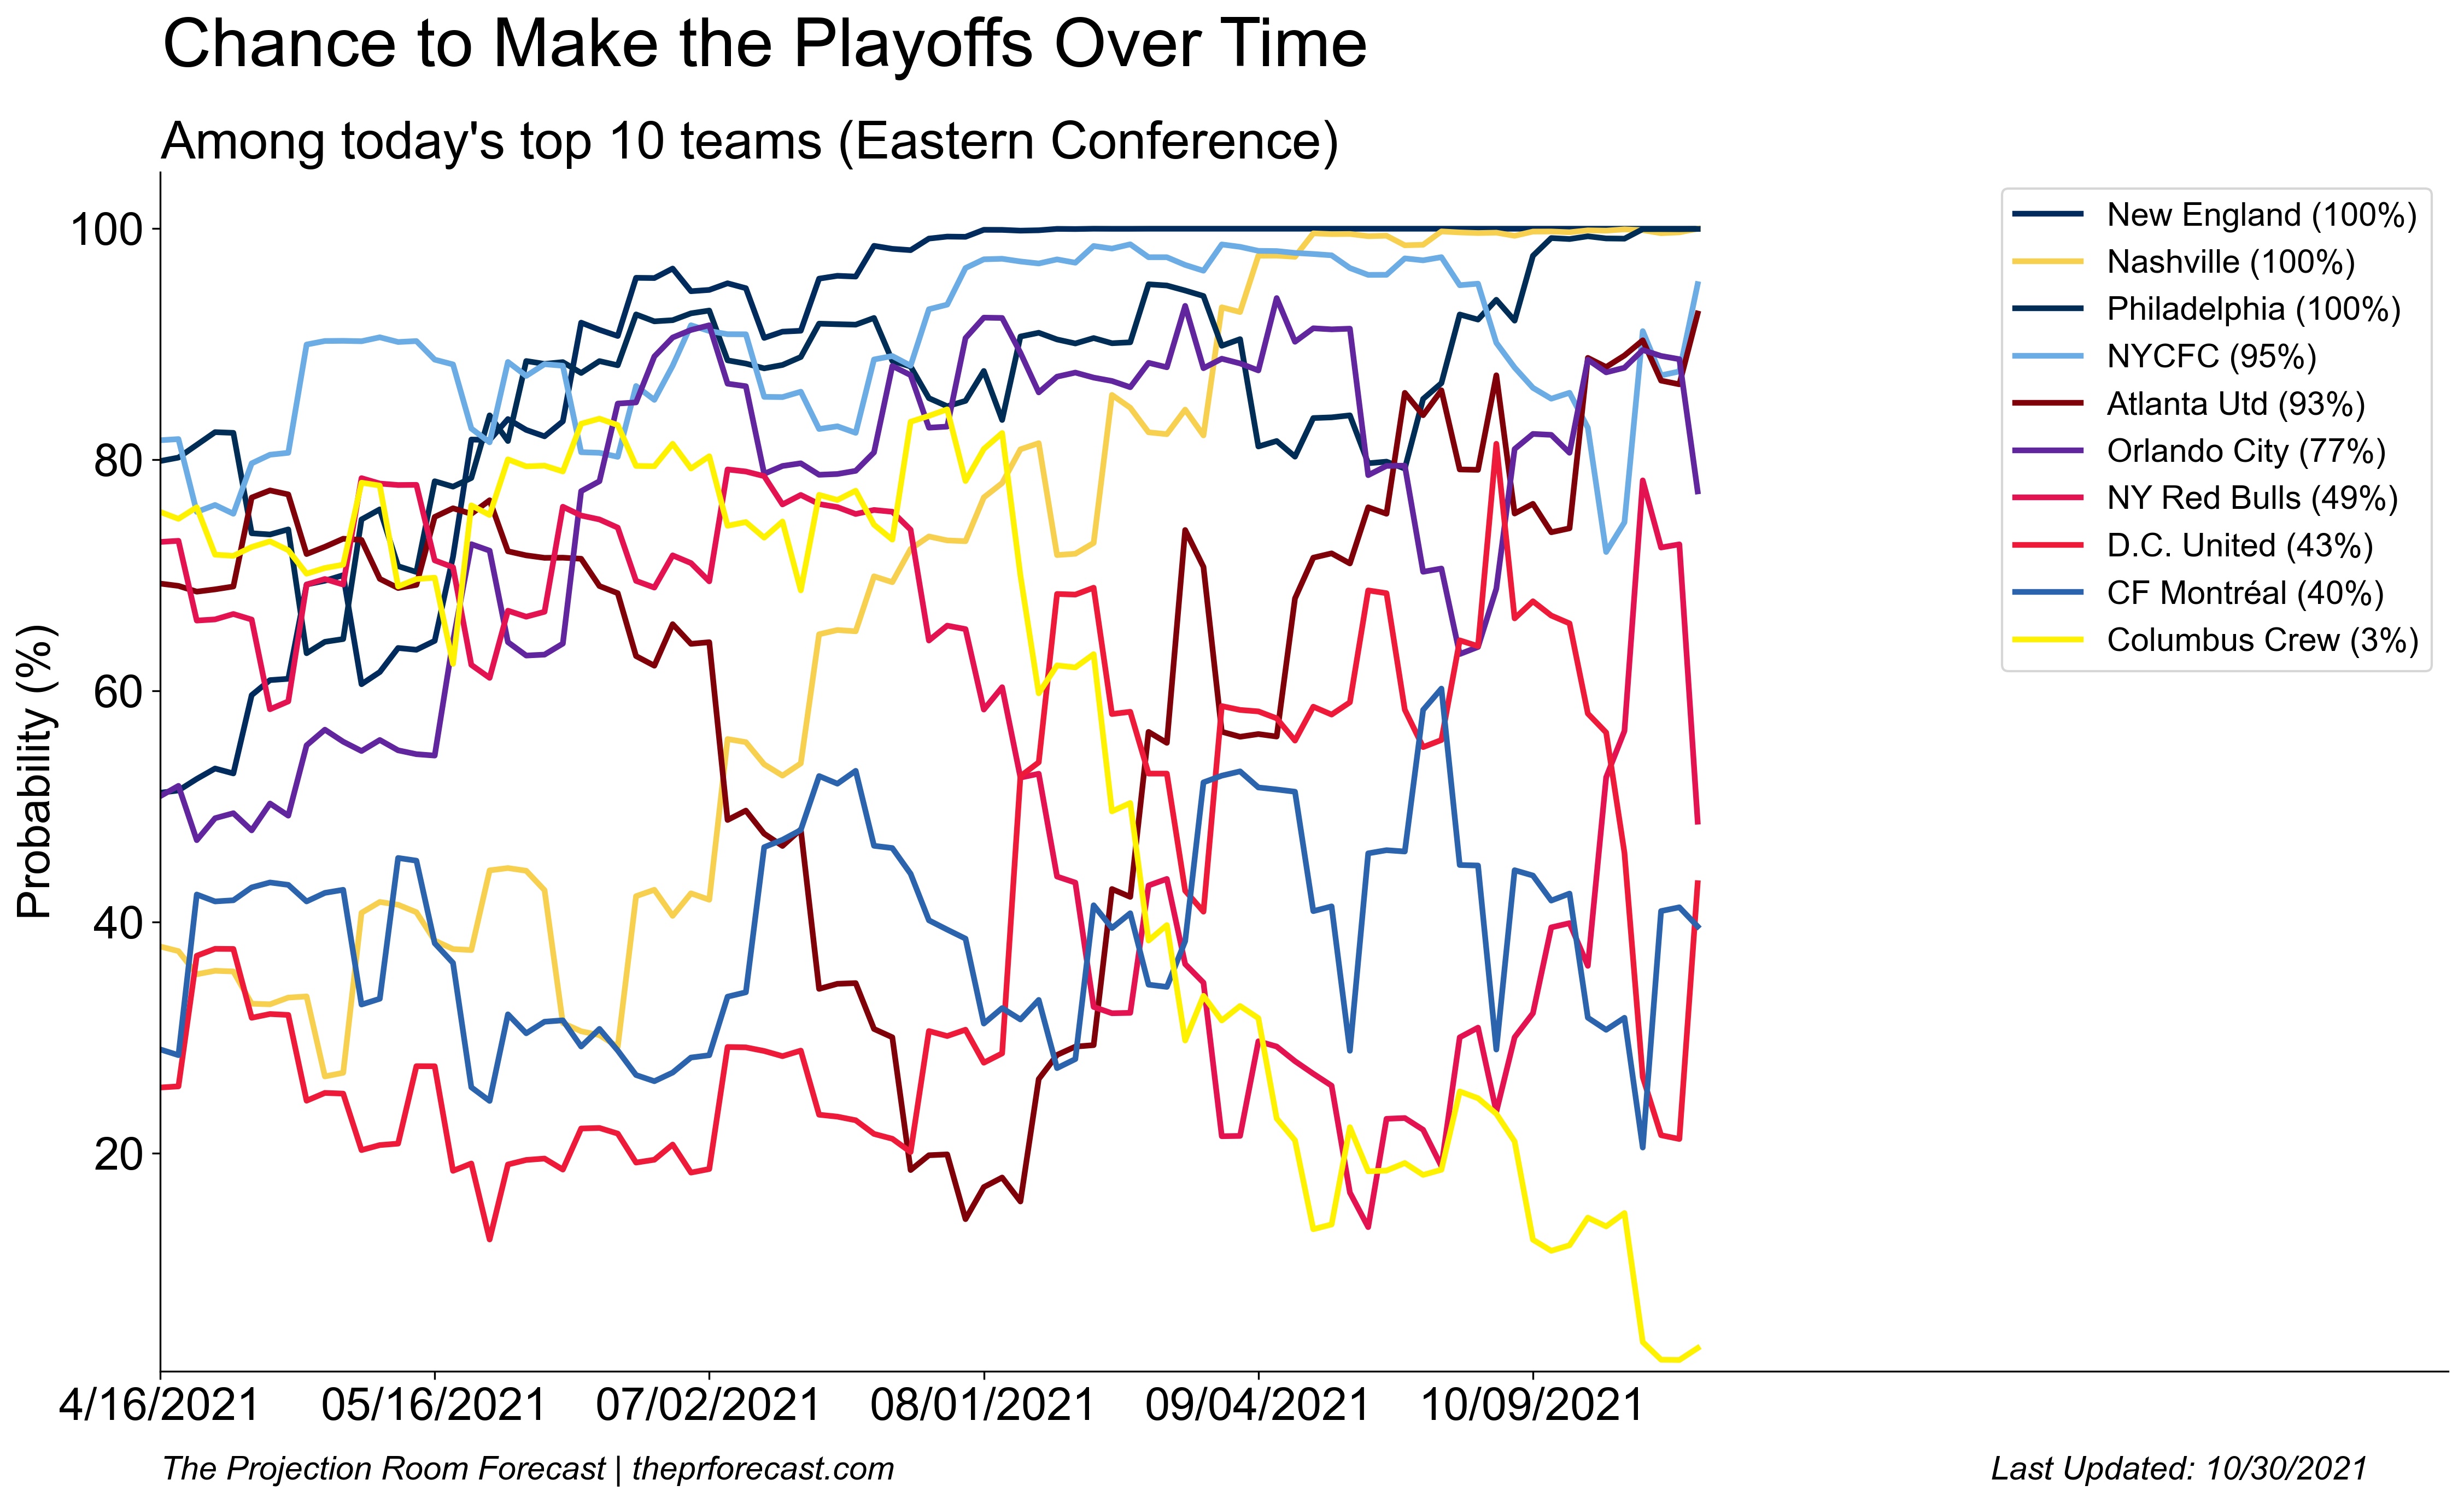 Chance to Make the Playoffs Over Time
Among today's top 10 teams (Eastern Conference)
Probability (%)
100
80
60
40
20
4/16/2021 05/16/2021 07/02/2021 08/01/2021 09/04/2021 10/09/2021
New England (100%)
Nashville (100%)
Philadelphia (100%)
NYCFC (95%)
Atlanta Utd (93%)
Orlando City (77%)
NY Red Bulls (49%)
D.C. United (43%)
CF Montréal (40%)
Columbus Crew (3%)
The Projection Room Forecast | theprforecast.com
Last Updated: 10/30/2021